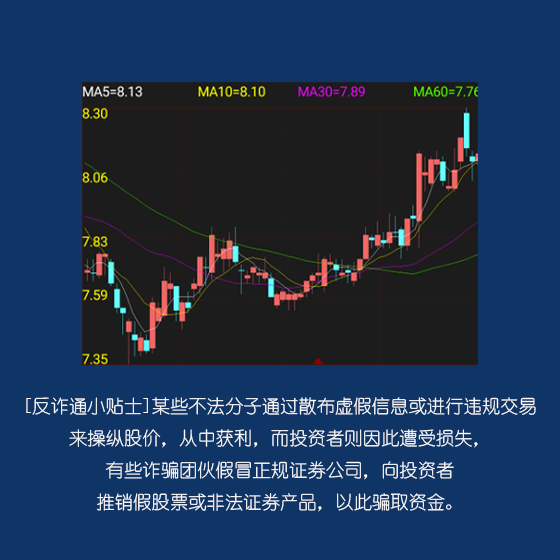 MA5=8.13 MA10=8.10 MA30=7.89 MA60=7.76
8.30
8.06
7.83
7.59
7.35
[反诈通小贴士]某些不法分子通过散布虚假信息或进行违规交易
来操纵股价，从中获利，而投资者则因此遭受损失，
有些诈骗团伙假冒正规证券公司，向投资者
推销假股票或非法证券产品，以此骗取资金。